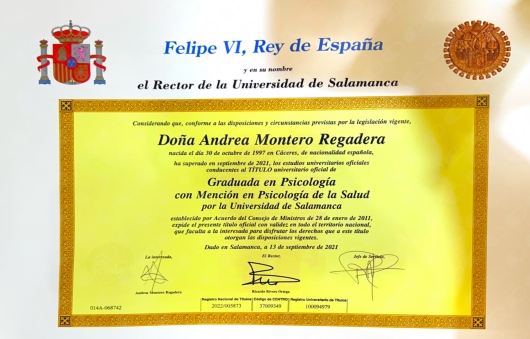 Felipe VI, Rey de España
y en su nombre
el Rector de la Universidad de Salamanca
Considerando que, conforme a las disposiciones y circunstancias previstas por la legislación vigente,
Doña Andrea Montero Regadera
nacida el día 30 de octubre de 1997 en Cáceres, de nacionalidad española,
ha superado en septiembre de 2021, los estudios universitarios oficiales
conducentes al TÍTULO universitario oficial de
Graduada en Psicología
con Mención en Psicología de la Salud
por la Universidad de Salamanca
establecido por Acuerdo del Consejo de Ministros de 28 de enero de 2011,
expide el presente título oficial con validez en todo el territorio nacional,
que faculta a la interesada para disfrutar los derechos que a este título
otorgan las disposiciones vigentes.
Dado en Salamanca, a 13 de septiembre de 2021
La interesada, El Rector, Jefe de
Andrea Montero Regadera Ricardo Rivero Ortega
Registro Nacional de Títulos Código de CENTRO Registro Universitario de Títulos
014A-068742 2022/005873 37009349 100094979